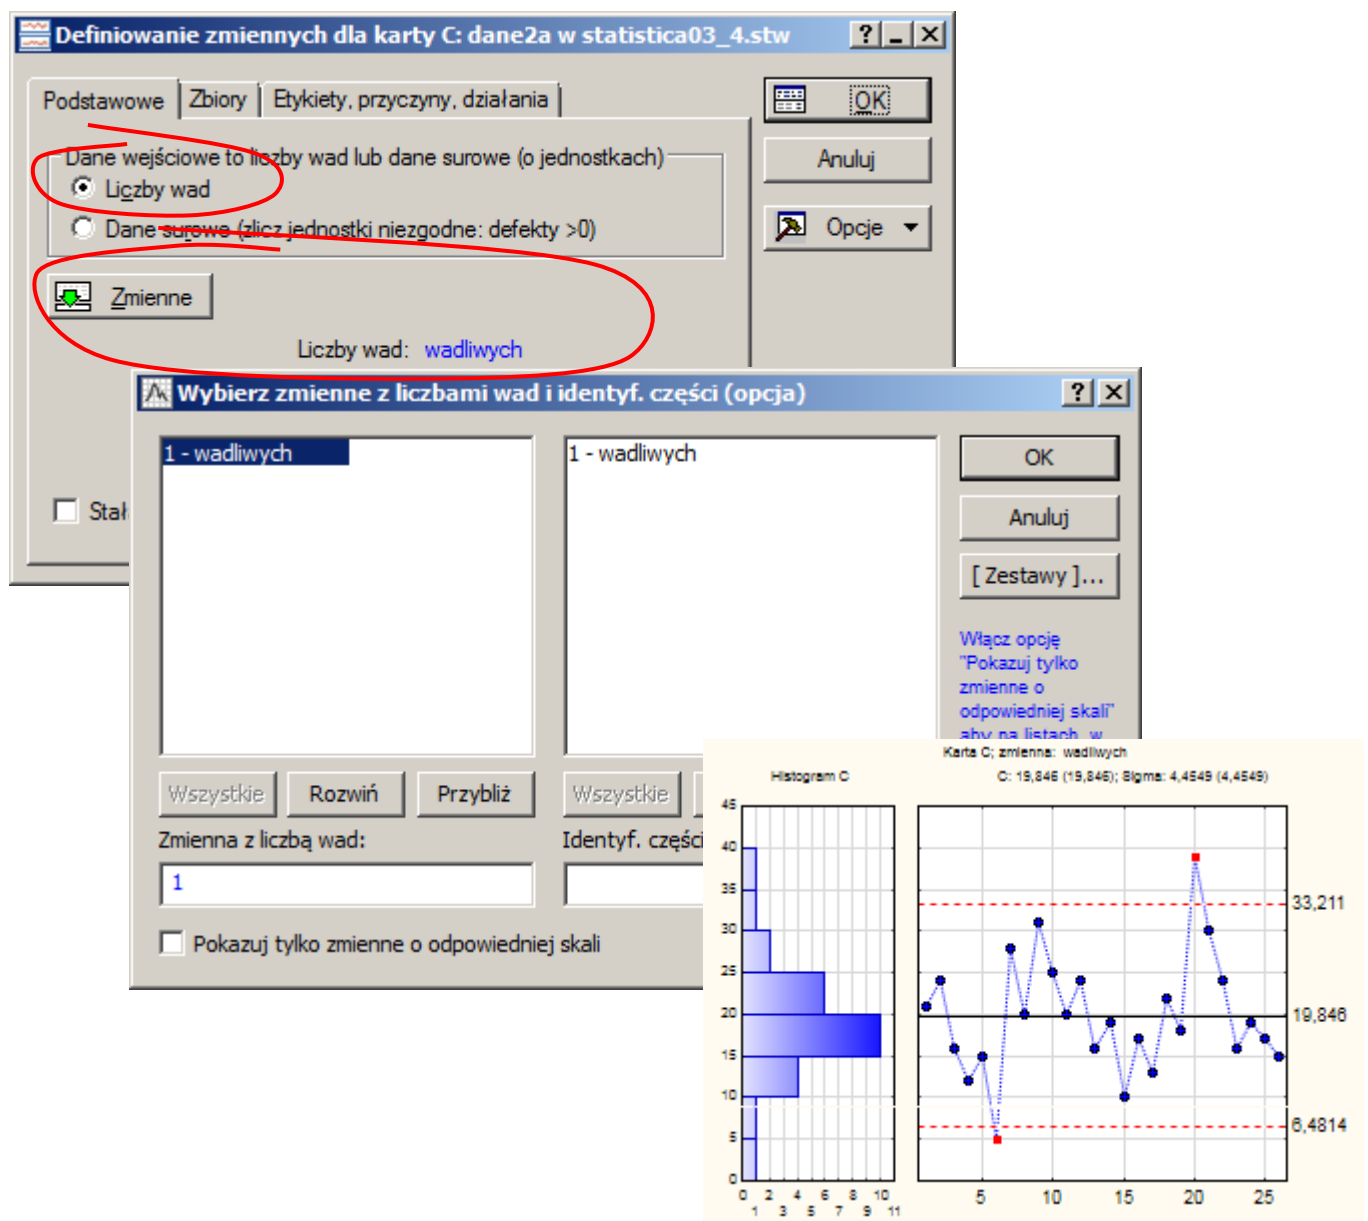 Definiowanie zmiennych dla karty C: dane2a w statistica03_4.stw
Podstawowe Zbiory Etykiety, przyczyny, działania
OK
Anuluj
Opcje
Dane wejściowe to liczby wad lub dane surowe (o jednostkach)
Liczby wad
Dane surowe (zlicz jednostki niezgodne: defekty >0)
Zmienne
Liczby wad: wadliwych
Wybierz zmienne z liczbami wad i identyf. części (opcja)
1 - wadliwych
1 - wadliwych
OK
Anuluj
[ Zestawy ]...
Włącz opcję
"Pokazuj tylko
zmienne o
odpowiedniej skali"
aby na listach, w
Wszystkie Rozwiń Przybliż
Wszystkie
Zmienna z liczbą wad:
1
Identyf. części
Pokazuj tylko zmienne o odpowiedniej skali
Karta C; zmienna: wadliwych
Histogram C
C: 19,846 (19,846); Sigma: 4,4549 (4,4549)
45
40
35
30
25
20
15
10
5
0
0 2 4 6 8 10
1 3 5 7 9 11
33,211
19,846
6,4814
5 10 15 20 25